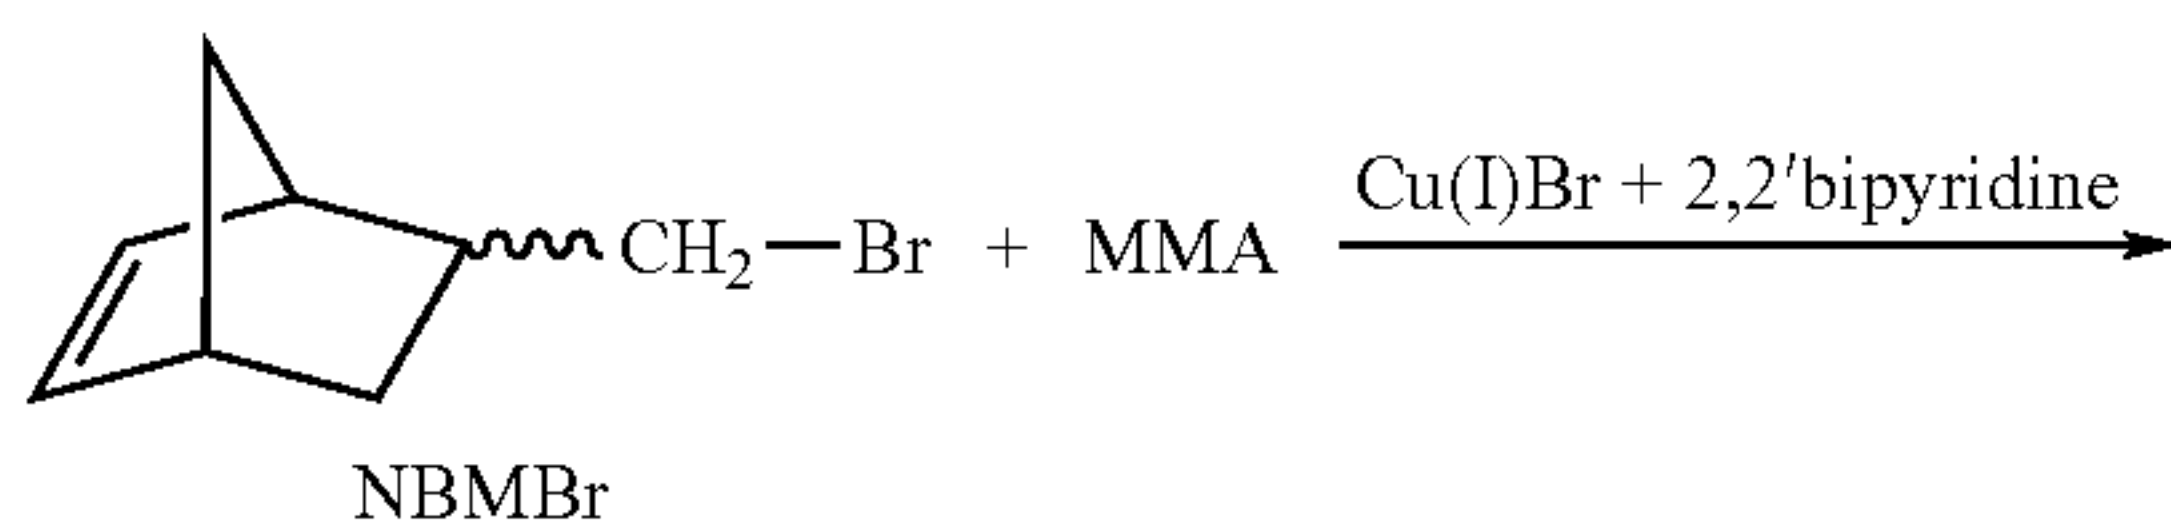 Cu(I)Br + 2,2'bipyridine
CH₂—Br + MMA
NBMBr